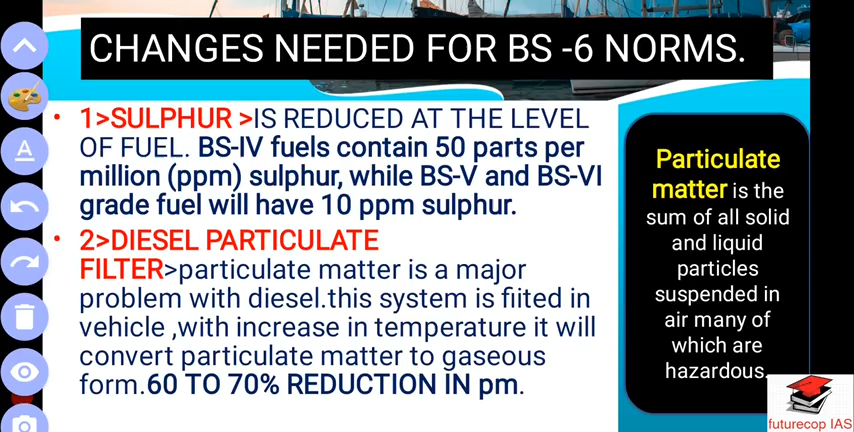 CHANGES NEEDED FOR BS -6 NORMS.
• 1>SULPHUR >IS REDUCED AT THE LEVEL
OF FUEL. BS-IV fuels contain 50 parts per
million (ppm) sulphur, while BS-V and BS-VI
grade fuel will have 10 ppm sulphur.
• 2>DIESEL PARTICULATE
FILTER>particulate matter is a major
problem with diesel.this system is fiited in
vehicle ,with increase in temperature it will
convert particulate matter to gaseous
form.60 TO 70% REDUCTION IN pm.
Particulate
matter is the
sum of all solid
and liquid
particles
suspended in
air many of
which are
hazardous.
futurecop IAS
A